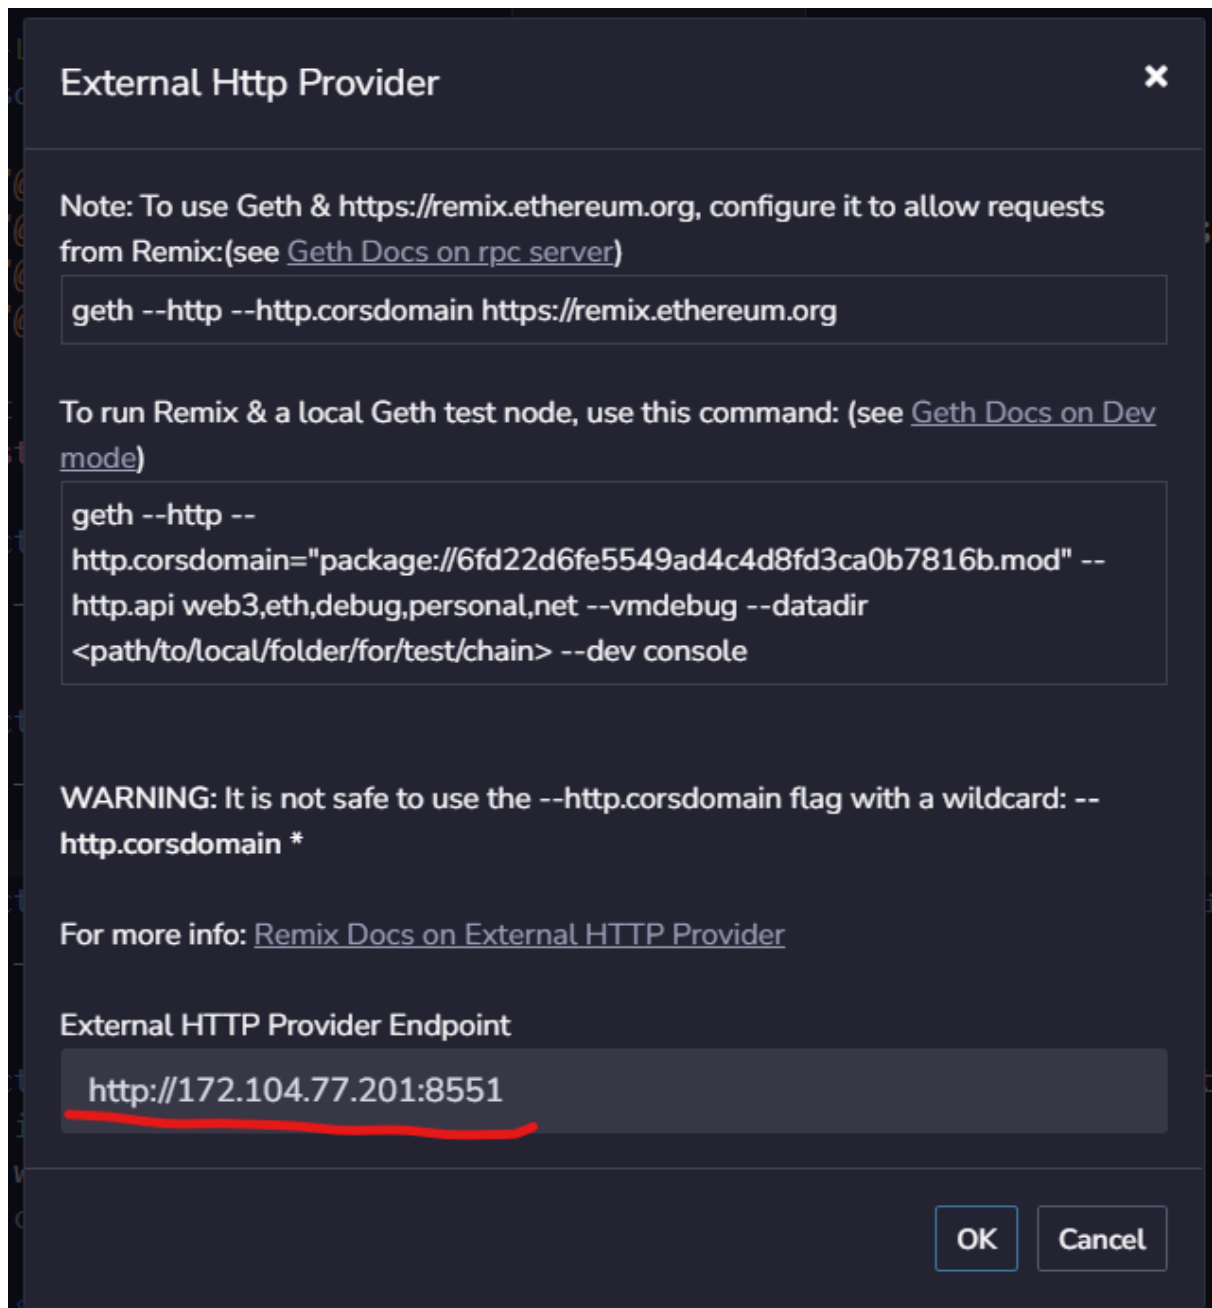 External Http Provider
Note: To use Geth & https://remix.ethereum.org, configure it to allow requests
from Remix:(see Geth Docs on rpc server)
geth --http --http.corsdomain https://remix.ethereum.org
To run Remix & a local Geth test node, use this command: (see Geth Docs on Dev
mode)
geth --http --
http.corsdomain="package://6fd22d6fe5549ad4c4d8fd3ca0b7816b.mod" --
http.api web3,eth,debug,personal,net --vmdebug --datadir
<path/to/local/folder/for/test/chain> --dev console
WARNING: It is not safe to use the --http.corsdomain flag with a wildcard: --
http.corsdomain *
For more info: Remix Docs on External HTTP Provider
External HTTP Provider Endpoint
http://172.104.77.201:8551
OK Cancel